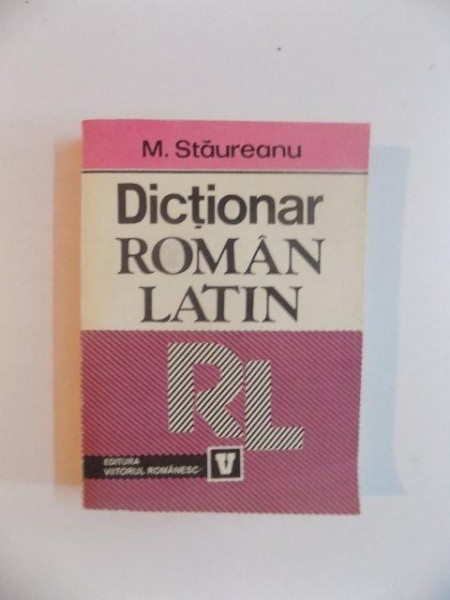 M. Stăureanu
Dicționar
ROMÂN
LATIN
RL
EDITURA
VIITORUL ROMÂNESC
V